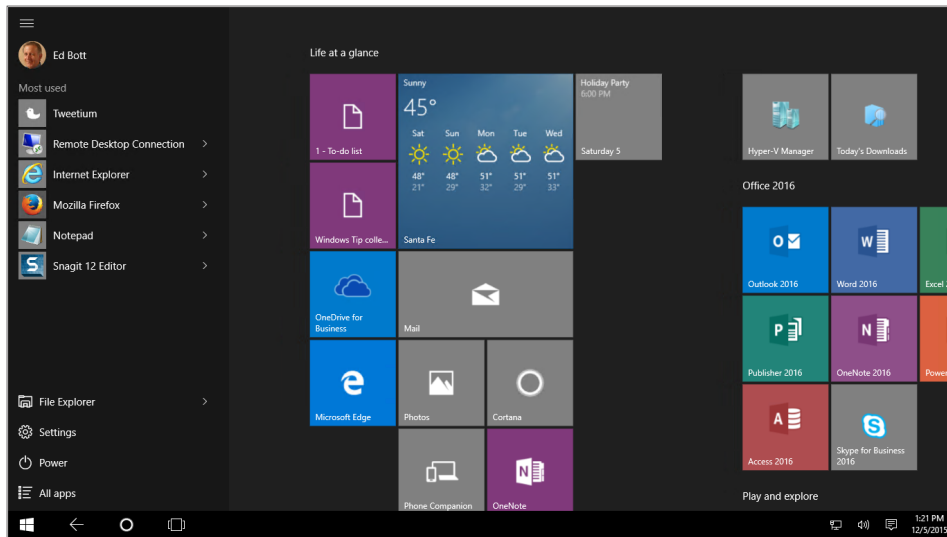 Ed Bott
Most used
Tweetium
Remote Desktop Connection
Internet Explorer
Mozilla Firefox
Notepad
Snagit 12 Editor
File Explorer
Settings
Power
All apps
Life at a glance
1 - To-do list
Sunny
45°
Sat Sun Mon Tue Wed
48° 48° 51° 51° 51°
21° 29° 32° 29° 33°
Santa Fe
Holiday Party
6:00 PM
Saturday 5
Windows Tip colle...
OneDrive for
Business
Mail
Microsoft Edge
Photos
Cortana
Phone Companion
OneNote
Hyper-V Manager
Today's Downloads
Office 2016
Outlook 2016
Word 2016
Excel
Publisher 2016
OneNote 2016
Power
Access 2016
Skype for Business
2016
Play and explore
1:21 PM
12/5/2015